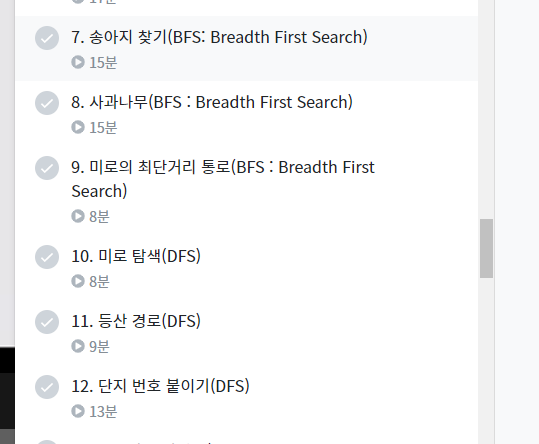 7. 송아지 찾기(BFS: Breadth First Search)
15분
8. 사과나무(BFS : Breadth First Search)
15분
9. 미로의 최단거리 통로(BFS : Breadth First
Search)
8분
10. 미로 탐색(DFS)
8분
11. 등산 경로(DFS)
9분
12. 단지 번호 붙이기(DFS)
13분